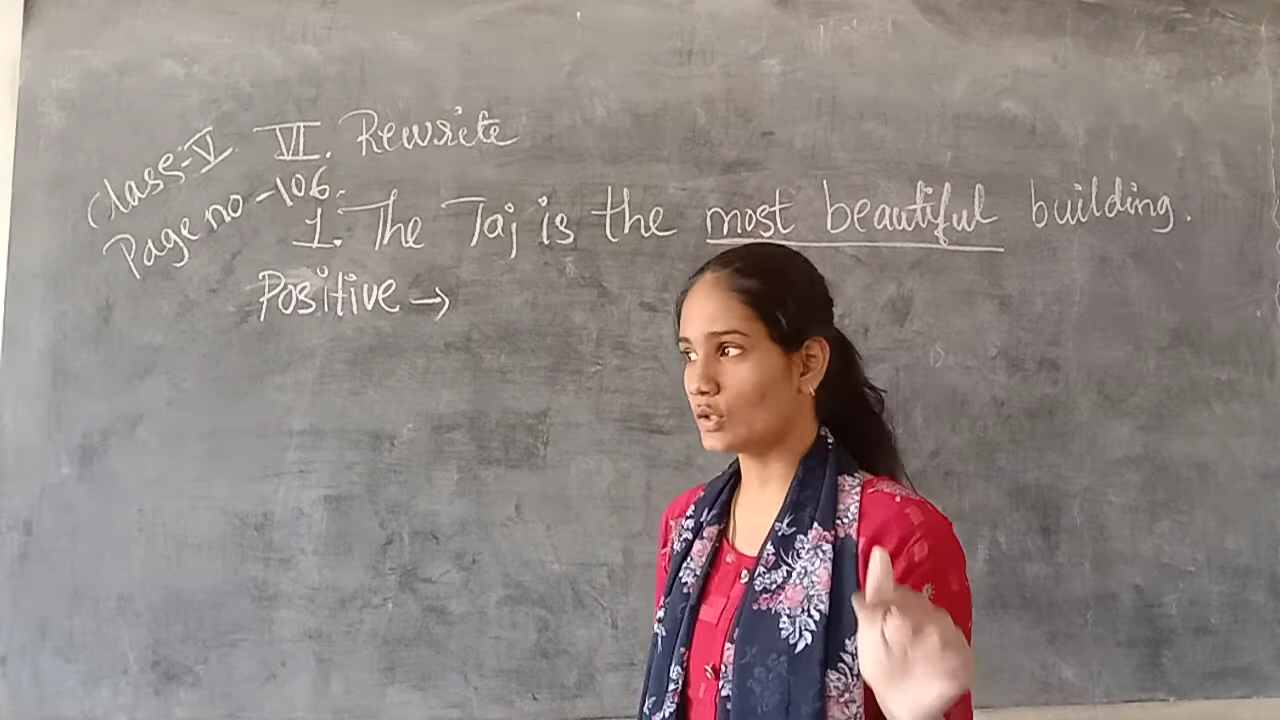 Class:-V
Page no -106.
VI. Rewrite
1. The Taj is the most beautiful building.
Positive →